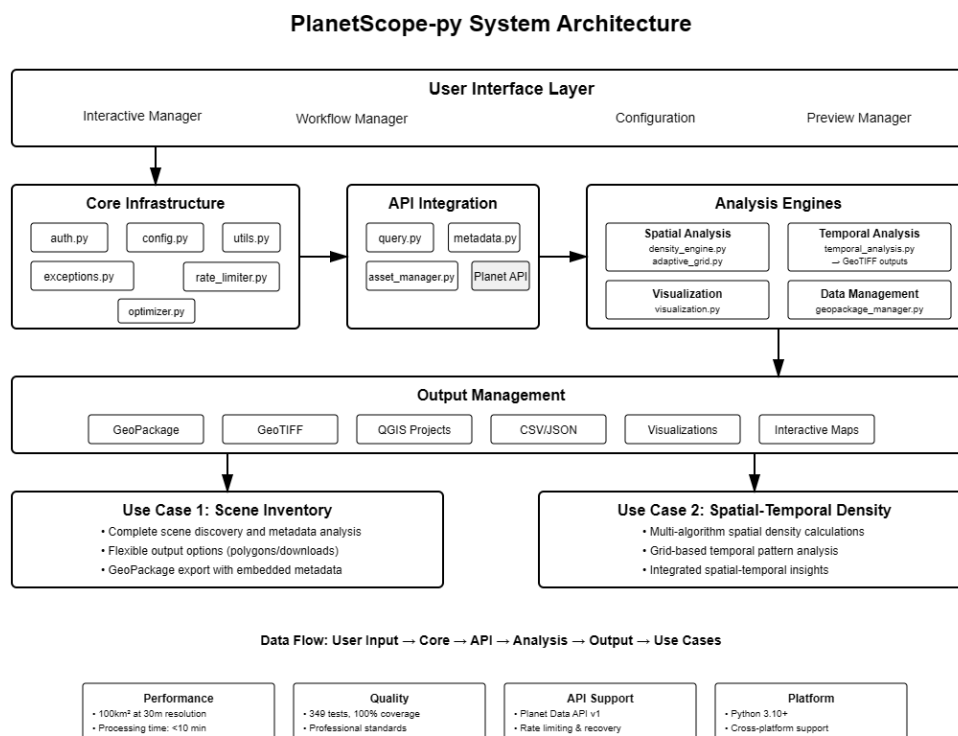 PlanetScope-py System Architecture
User Interface Layer
Interactive Manager
Workflow Manager
Configuration
Preview Manager
Core Infrastructure
auth.py
config.py
utils.py
exceptions.py
rate_limiter.py
optimizer.py
API Integration
query.py
metadata.py
asset_manager.py
Planet API
Analysis Engines
Spatial Analysis
density_engine.py
adaptive_grid.py
Temporal Analysis
temporal_analysis.py
→ GeoTIFF outputs
Visualization
visualization.py
Data Management
geopackage_manager.py
Output Management
GeoPackage
GeoTIFF
QGIS Projects
CSV/JSON
Visualizations
Interactive Maps
Use Case 1: Scene Inventory
• Complete scene discovery and metadata analysis
• Flexible output options (polygons/downloads)
• GeoPackage export with embedded metadata
Use Case 2: Spatial-Temporal Density
• Multi-algorithm spatial density calculations
• Grid-based temporal pattern analysis
• Integrated spatial-temporal insights
Data Flow: User Input → Core → API → Analysis → Output → Use Cases
Performance
• 100km² at 30m resolution
• Processing time: <10 min
Quality
• 349 tests, 100% coverage
• Professional standards
API Support
• Planet Data API v1
• Rate limiting & recovery
Platform
• Python 3.10+
• Cross-platform support